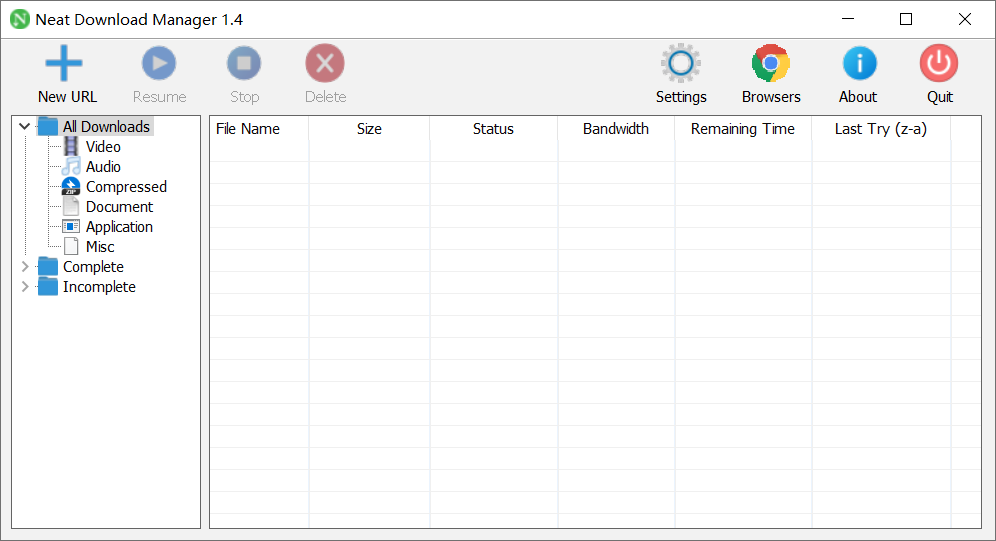 Neat Download Manager 1.4
New URL Resume Stop Delete Settings Browsers About Quit
File Name Size Status Bandwidth Remaining Time Last Try (z-a)
All Downloads
Video
Audio
ZIP Compressed
Document
Application
Misc
Complete
Incomplete